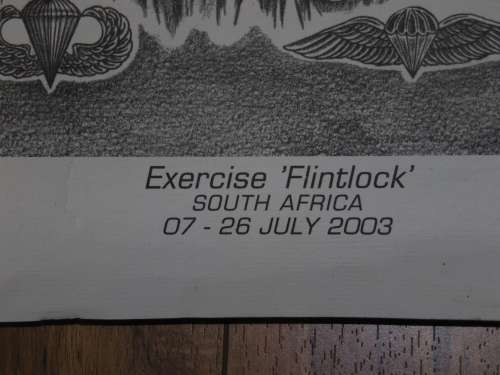 Exercise 'Flintlock'
SOUTH AFRICA
07 - 26 JULY 2003